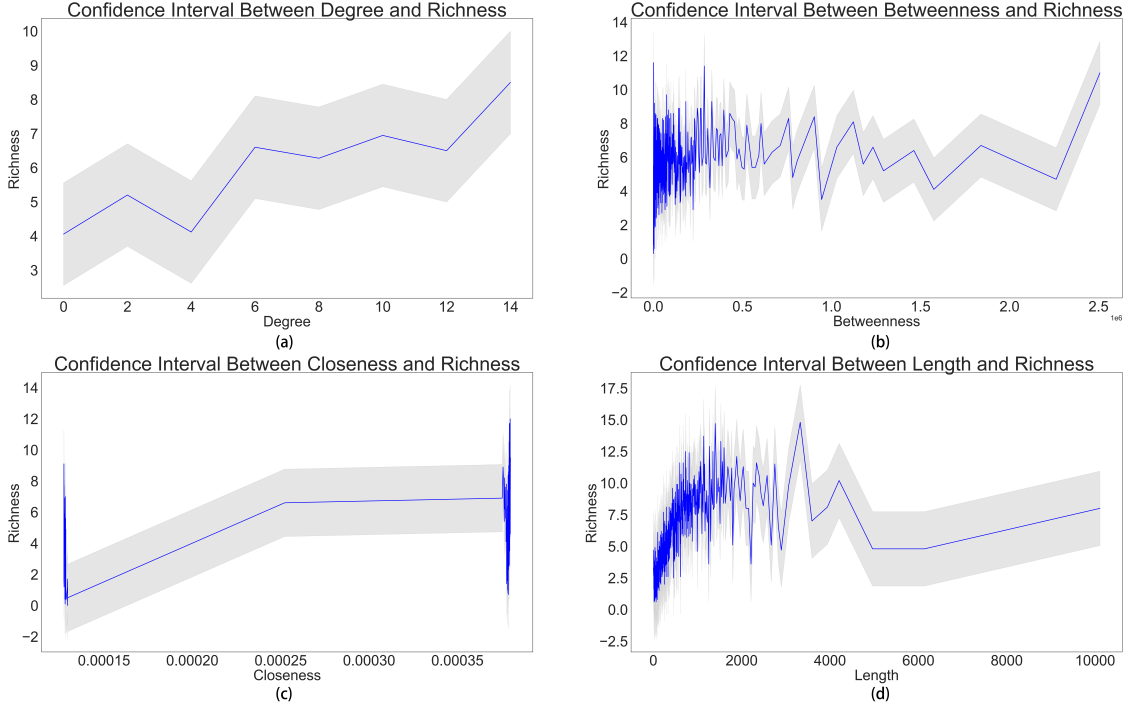 Confidence Interval Between Degree and Richness
10
9
8
7
6
5
4
3
Richness
0 2 4 6 8 10 12 14
Degree
(a)
Confidence Interval Between Betweenness and Richness
14
12
10
8
6
4
2
0
−2
Richness
0.0 0.5 1.0 1.5 2.0 2.5
1e6
Betweenness
(b)
Confidence Interval Between Closeness and Richness
14
12
10
8
6
4
2
0
−2
Richness
0.00015 0.00020 0.00025 0.00030 0.00035
Closeness
(c)
Confidence Interval Between Length and Richness
17.5
15.0
12.5
10.0
7.5
5.0
2.5
0.0
−2.5
Richness
0 2000 4000 6000 8000 10000
Length
(d)